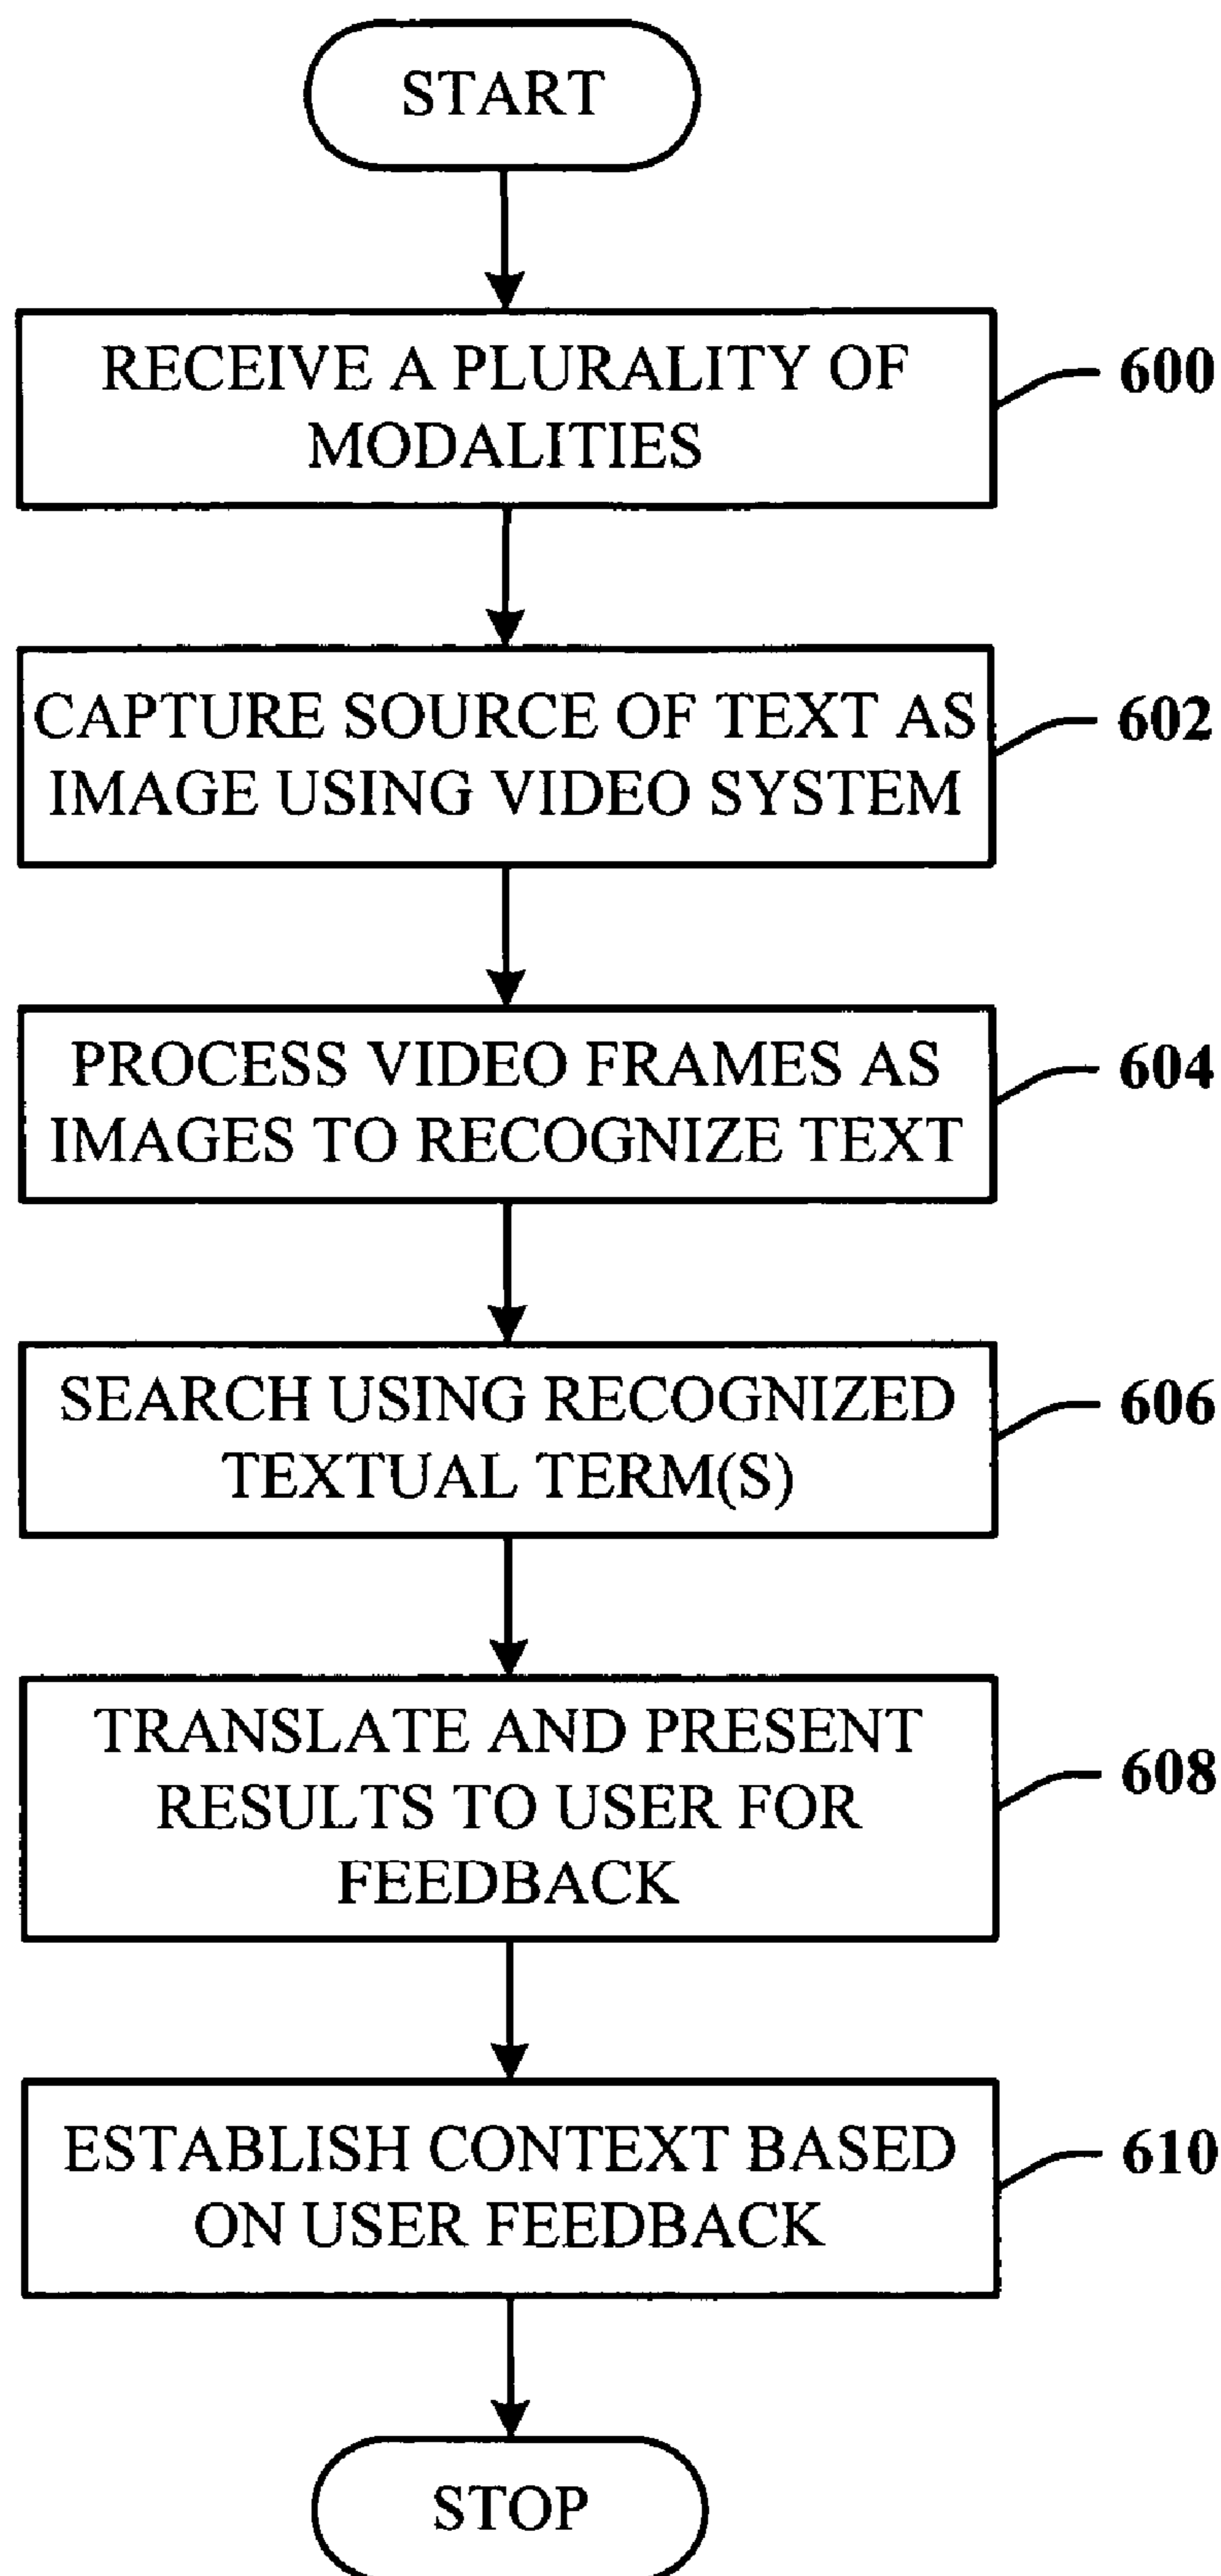 START
RECEIVE A PLURALITY OF
MODALITIES
600
CAPTURE SOURCE OF TEXT AS
IMAGE USING VIDEO SYSTEM
602
PROCESS VIDEO FRAMES AS
IMAGES TO RECOGNIZE TEXT
604
SEARCH USING RECOGNIZED
TEXTUAL TERM(S)
606
TRANSLATE AND PRESENT
RESULTS TO USER FOR
FEEDBACK
608
ESTABLISH CONTEXT BASED
ON USER FEEDBACK
610
STOP